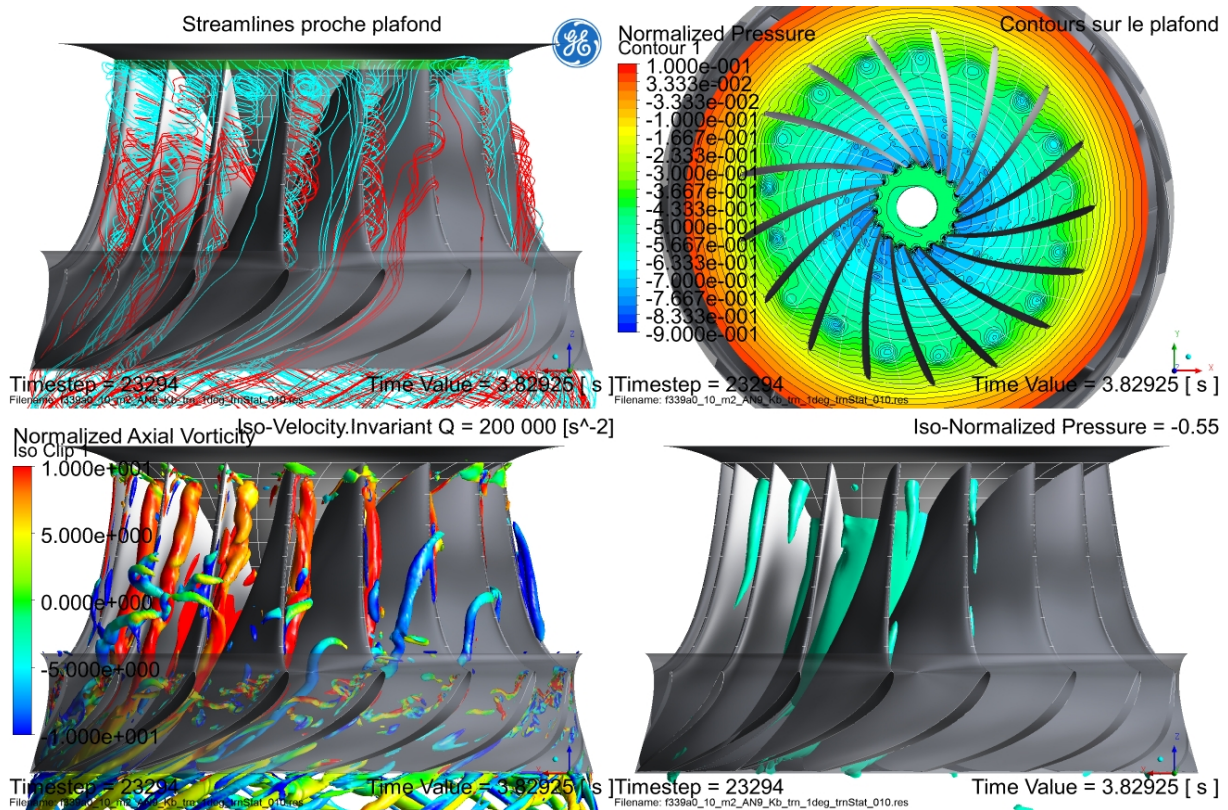 Streamlines proche plafond
GE
Timestep = 23294
Time Value = 3.82925 [ s ]
Filename: f339a0_10_m2_AN9_Kb_trn_1deg_trnStat_010.res
Contours sur le plafond
Normalized Pressure
Contour 1
1.000e-001
3.333e-002
-3.333e-002
-1.000e-001
-1.667e-001
-2.333e-001
-3.000e-001
-3.667e-001
-4.333e-001
-5.000e-001
-5.667e-001
-6.333e-001
-7.000e-001
-7.667e-001
-8.333e-001
-9.000e-001
Y
X
Z
Timestep = 23294
Time Value = 3.82925 [ s ]
Filename: f339a0_10_m2_AN9_Kb_trn_1deg_trnStat_010.res
Iso-Velocity.Invariant Q = 200 000 [s^-2]
Normalized Axial Vorticity
Iso Clip 1
1.000e+001
5.000e+000
0.000e+000
-5.000e+000
-1.000e+001
Timestep = 23294
Time Value = 3.82925 [ s ]
Filename: f339a0_10_m2_AN9_Kb_trn_1deg_trnStat_010.res
Iso-Normalized Pressure = -0.55
Timestep = 23294
Time Value = 3.82925 [ s ]
Filename: f339a0_10_m2_AN9_Kb_trn_1deg_trnStat_010.res